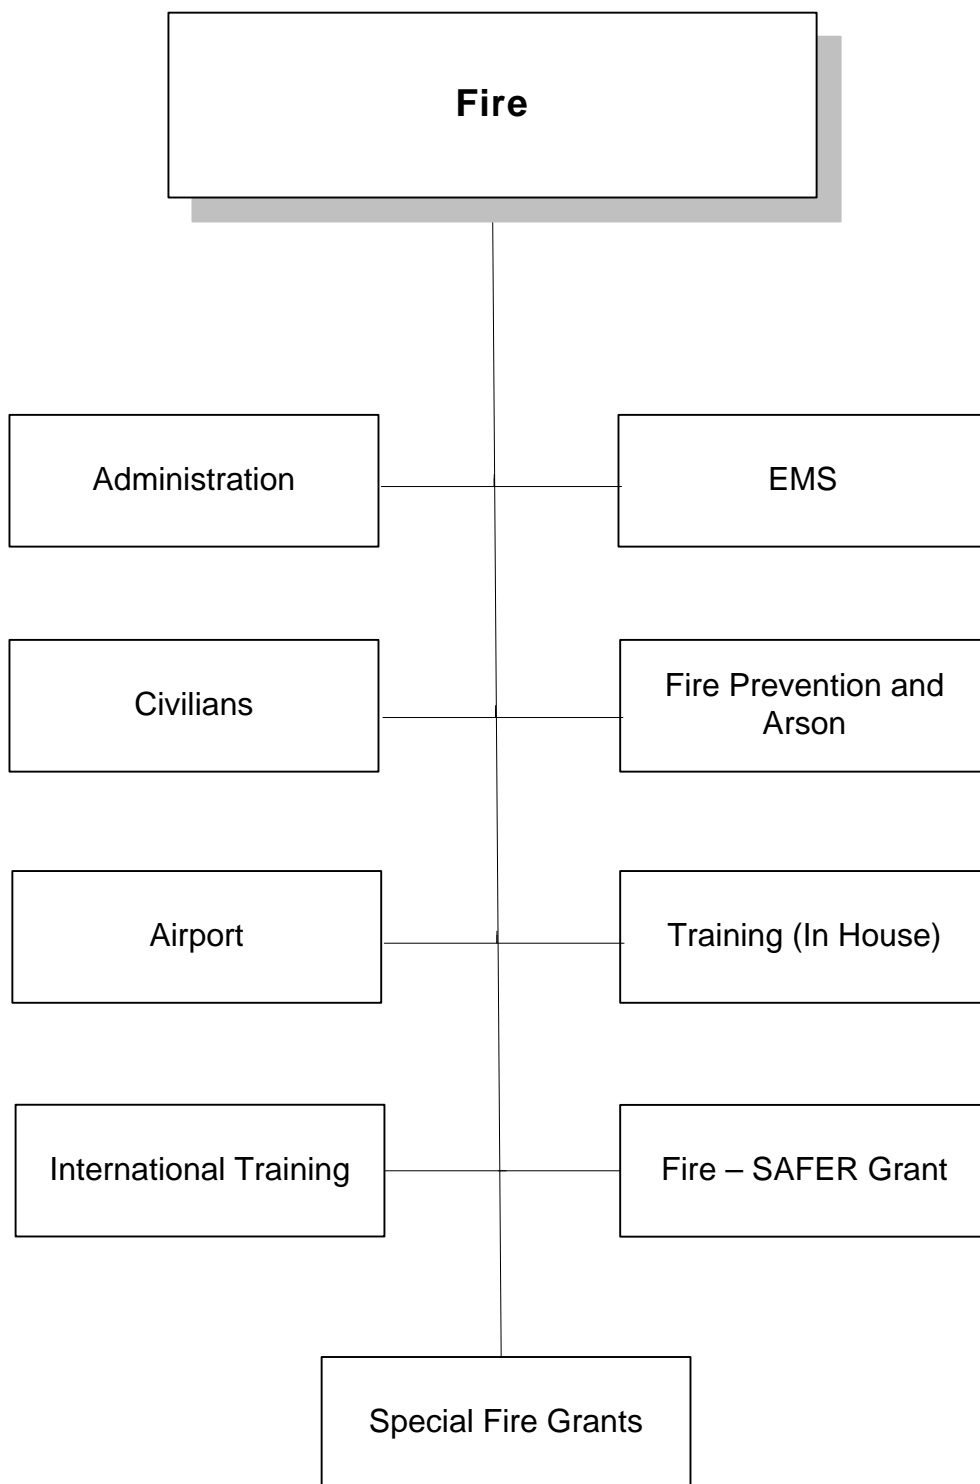 Fire
Administration
EMS
Civilians
Fire Prevention and
Arson
Airport
Training (In House)
International Training
Fire – SAFER Grant
Special Fire Grants